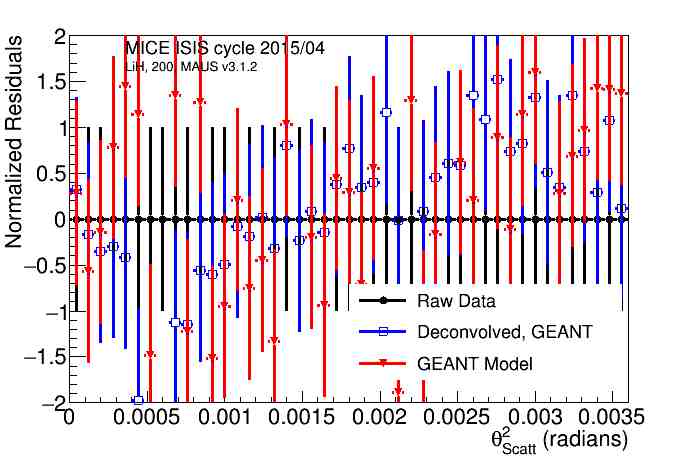 MICE ISIS cycle 2015/04
LiH, 200, MAUS v3.1.2
Normalized Residuals
2
1.5
1
0.5
0
−0.5
−1
−1.5
−2
Raw Data
Deconvolved, GEANT
GEANT Model
0 0.0005 0.001 0.0015 0.002 0.0025 0.003 0.0035
θ²Scatt (radians)